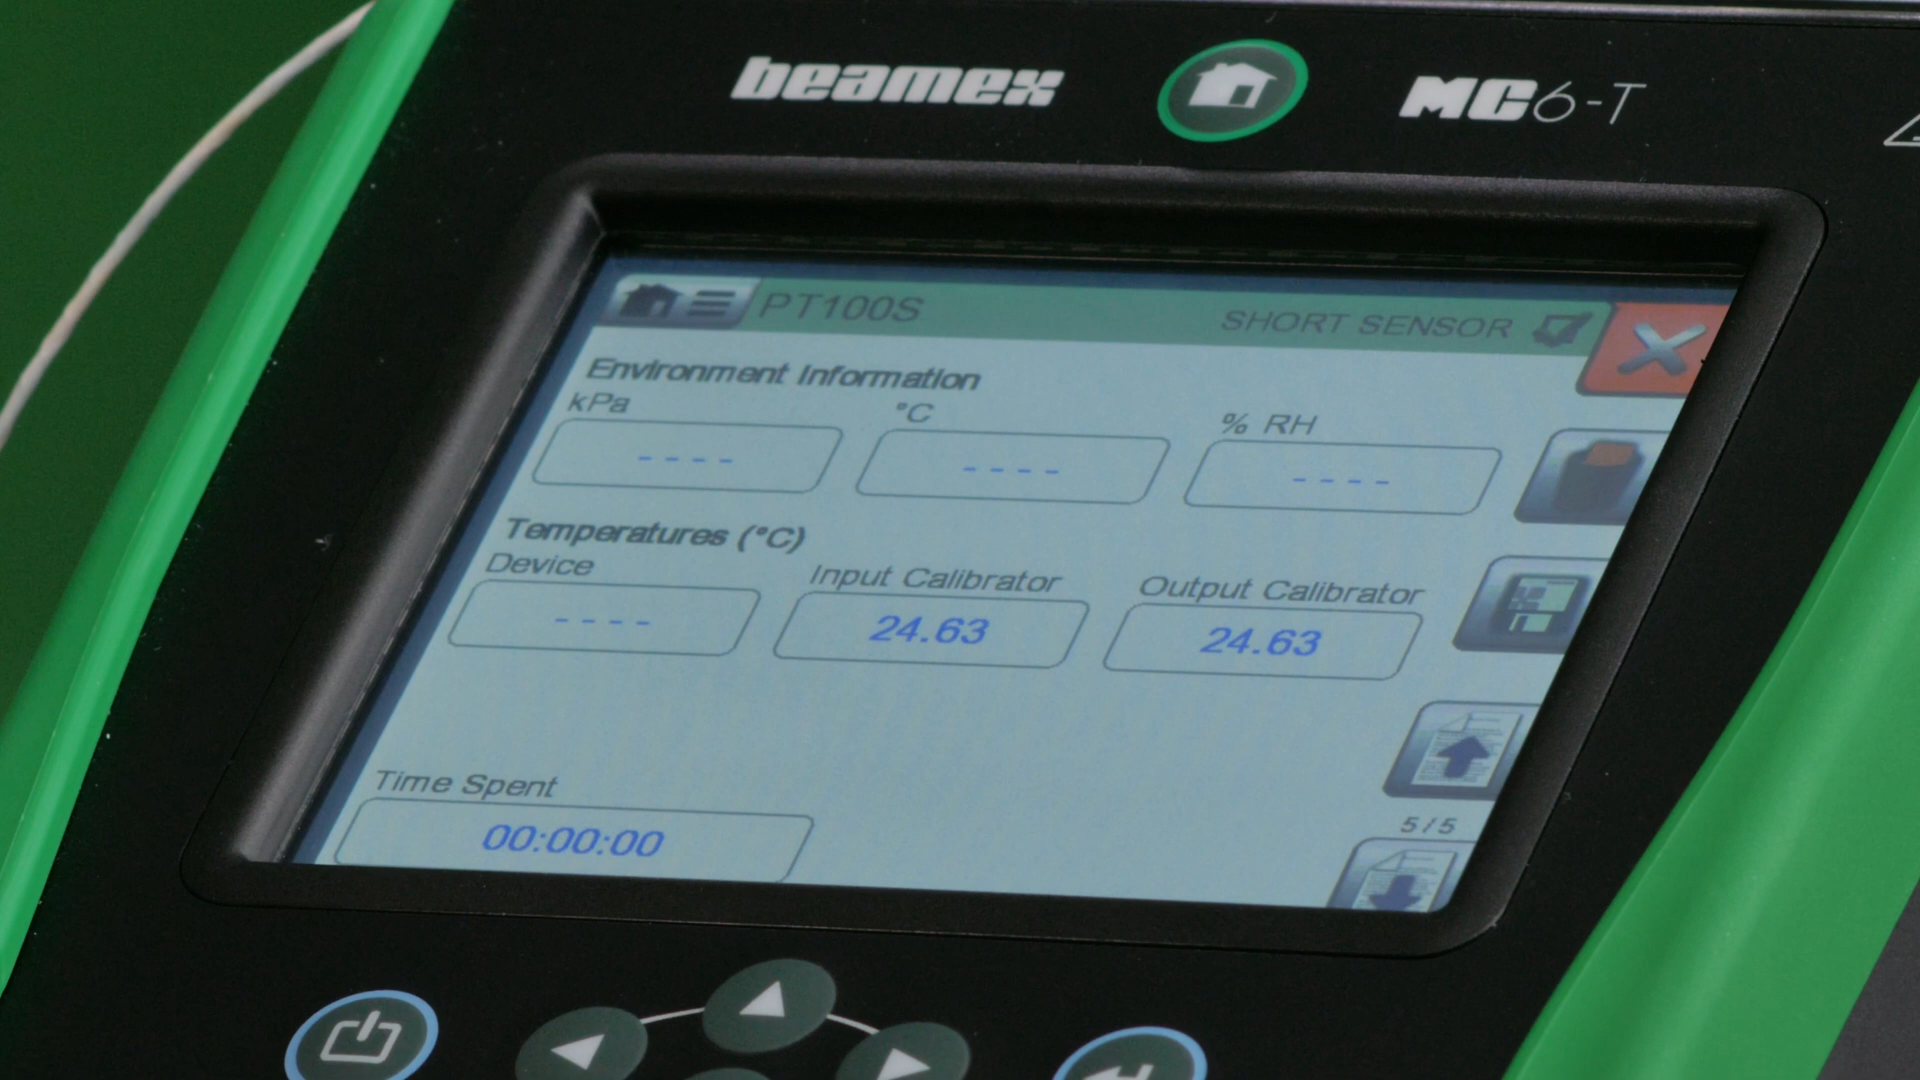 beamex MC6-T
PT100S SHORT SENSOR
Environment Information
kPa °C % RH
---- ---- ----
Temperatures (°C)
Device Input Calibrator Output Calibrator
---- 24.63 24.63
Time Spent
00:00:00
5/5